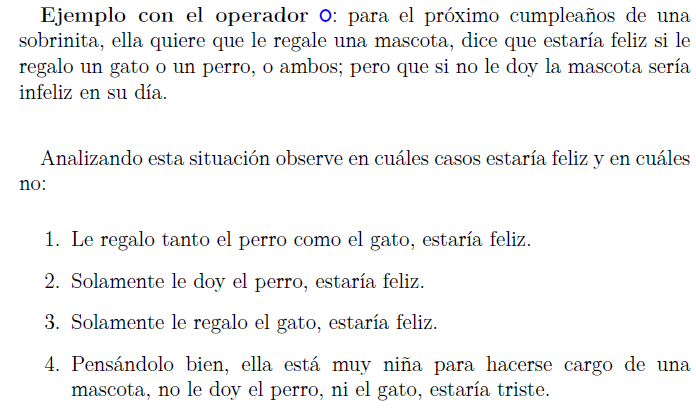 Ejemplo con el operador O: para el próximo cumpleaños de una
sobrinita, ella quiere que le regale una mascota, dice que estaría feliz si le
regalo un gato o un perro, o ambos; pero que si no le doy la mascota sería
infeliz en su día.
Analizando esta situación observe en cuáles casos estaría feliz y en cuáles
no:
1. Le regalo tanto el perro como el gato, estaría feliz.
2. Solamente le doy el perro, estaría feliz.
3. Solamente le regalo el gato, estaría feliz.
4. Pensándolo bien, ella está muy niña para hacerse cargo de una
mascota, no le doy el perro, ni el gato, estaría triste.